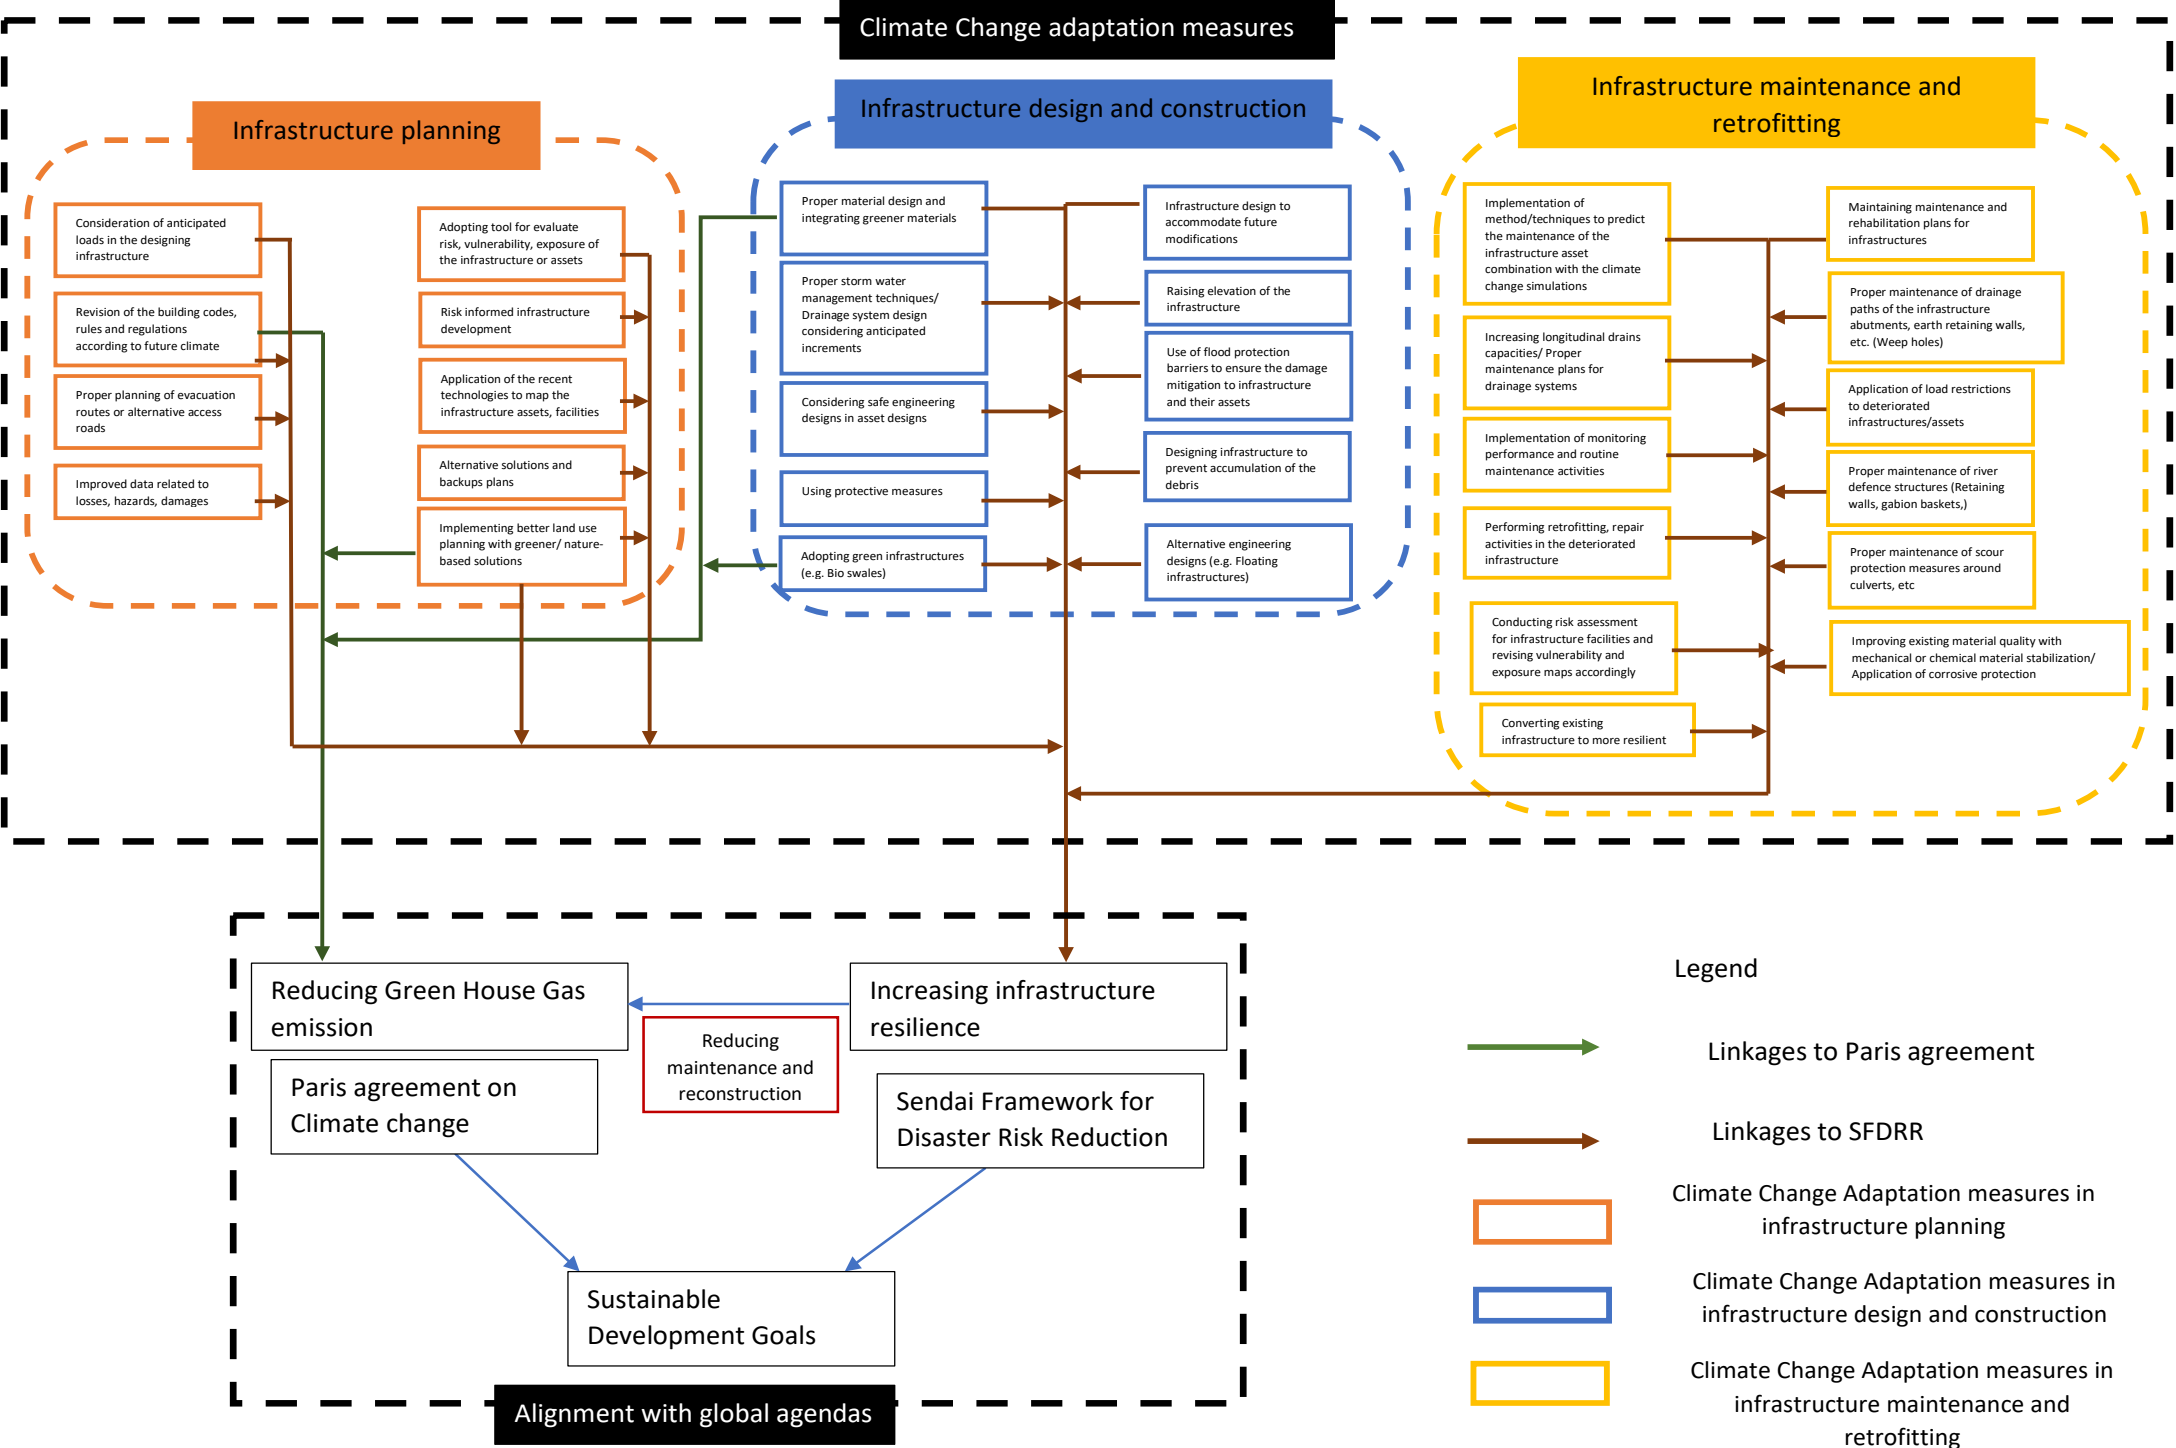 Climate Change adaptation measures
Infrastructure planning
Consideration of anticipated
loads in the designing
infrastructure
Revision of the building codes,
rules and regulations
according to future climate
Proper planning of evacuation
routes or alternative access
roads
Improved data related to
losses, hazards, damages
Adopting tool for evaluate
risk, vulnerability, exposure of
the infrastructure or assets
Risk informed infrastructure
development
Application of the recent
technologies to map the
infrastructure assets, facilities
Alternative solutions and
backups plans
Implementing better land use
planning with greener/ nature-
based solutions
Infrastructure design and construction
Proper material design and
integrating greener materials
Proper storm water
management techniques/
Drainage system design
considering anticipated
increments
Considering safe engineering
designs in asset designs
Using protective measures
Adopting green infrastructures
(e.g. Bio swales)
Infrastructure design to
accommodate future
modifications
Raising elevation of the
infrastructure
Use of flood protection
barriers to ensure the damage
mitigation to infrastructure
and their assets
Designing infrastructure to
prevent accumulation of the
debris
Alternative engineering
designs (e.g. Floating
infrastructures)
Infrastructure maintenance and
retrofitting
Implementation of
method/techniques to predict
the maintenance of the
infrastructure asset
combination with the climate
change simulations
Increasing longitudinal drains
capacities/ Proper
maintenance plans for
drainage systems
Implementation of monitoring
performance and routine
maintenance activities
Performing retrofitting, repair
activities in the deteriorated
infrastructure
Conducting risk assessment
for infrastructure facilities and
revising vulnerability and
exposure maps accordingly
Converting existing
infrastructure to more resilient
Maintaining maintenance and
rehabilitation plans for
infrastructures
Proper maintenance of drainage
paths of the infrastructure
abutments, earth retaining walls,
etc. (Weep holes)
Application of load restrictions
to deteriorated
infrastructures/assets
Proper maintenance of river
defence structures (Retaining
walls, gabion baskets,)
Proper maintenance of scour
protection measures around
culverts, etc
Improving existing material quality with
mechanical or chemical material stabilization/
Application of corrosive protection
Reducing Green House Gas
emission
Paris agreement on
Climate change
Reducing
maintenance and
reconstruction
Increasing infrastructure
resilience
Sendai Framework for
Disaster Risk Reduction
Sustainable
Development Goals
Alignment with global agendas
Legend
Linkages to Paris agreement
Linkages to SFDRR
Climate Change Adaptation measures in
infrastructure planning
Climate Change Adaptation measures in
infrastructure design and construction
Climate Change Adaptation measures in
infrastructure maintenance and
retrofitting